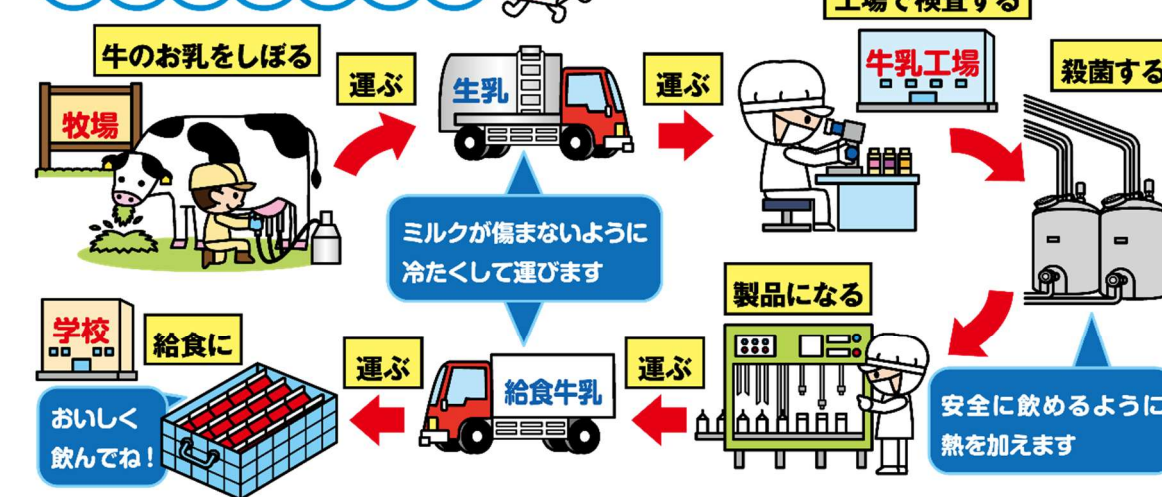 工場で検査する
牛のお乳をしぼる
運ぶ
生乳
運ぶ
牛乳工場
殺菌する
牧場
ミルクが傷まないように
冷たくして運びます
製品になる
学校
給食に
運ぶ
給食牛乳
運ぶ
おいしく
飲んでね!
安全に飲めるように
熱を加えます